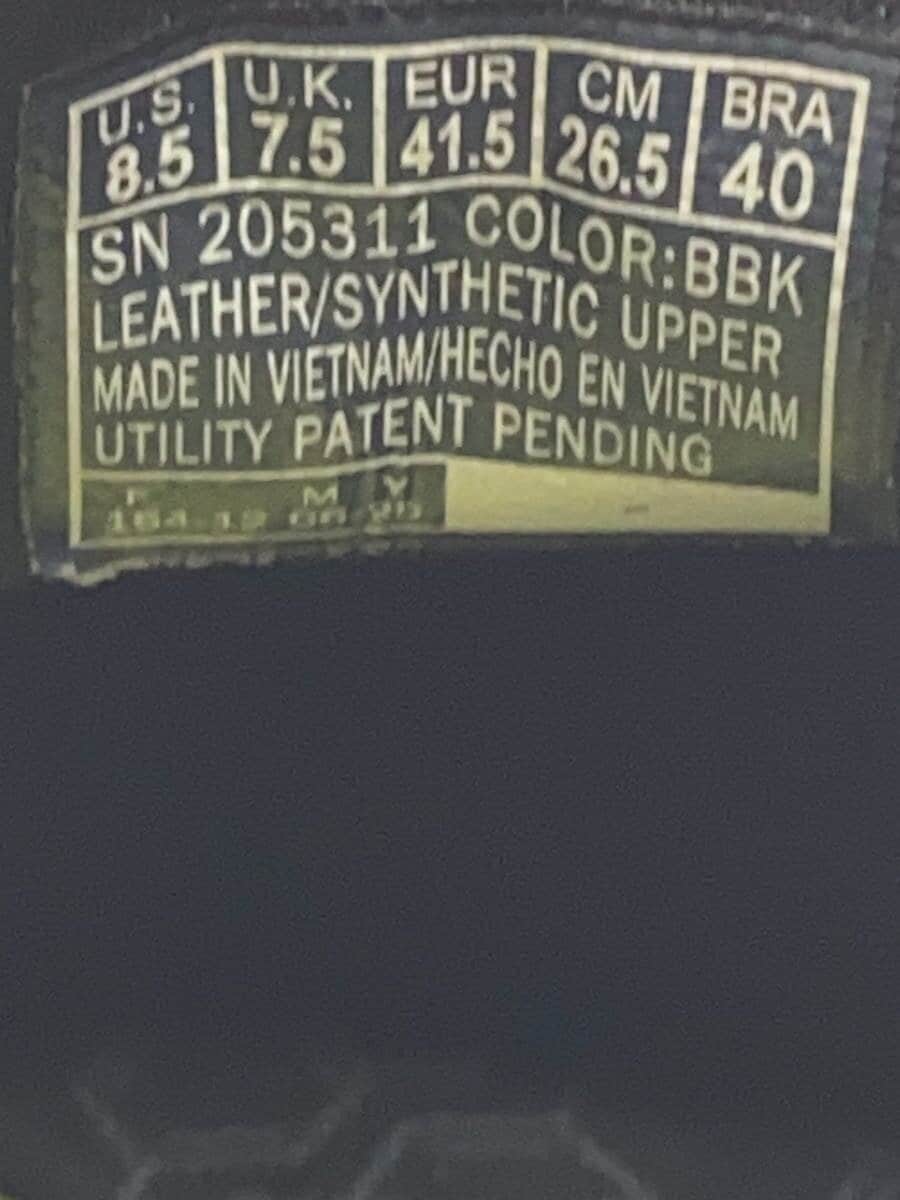 U.S. U.K. EUR CM BRA
8.5 7.5 41.5 26.5 40
SN 205311 COLOR:BBK
LEATHER/SYNTHETIC UPPER
MADE IN VIETNAM/HECHO EN VIETNAM
UTILITY PATENT PENDING
M Y